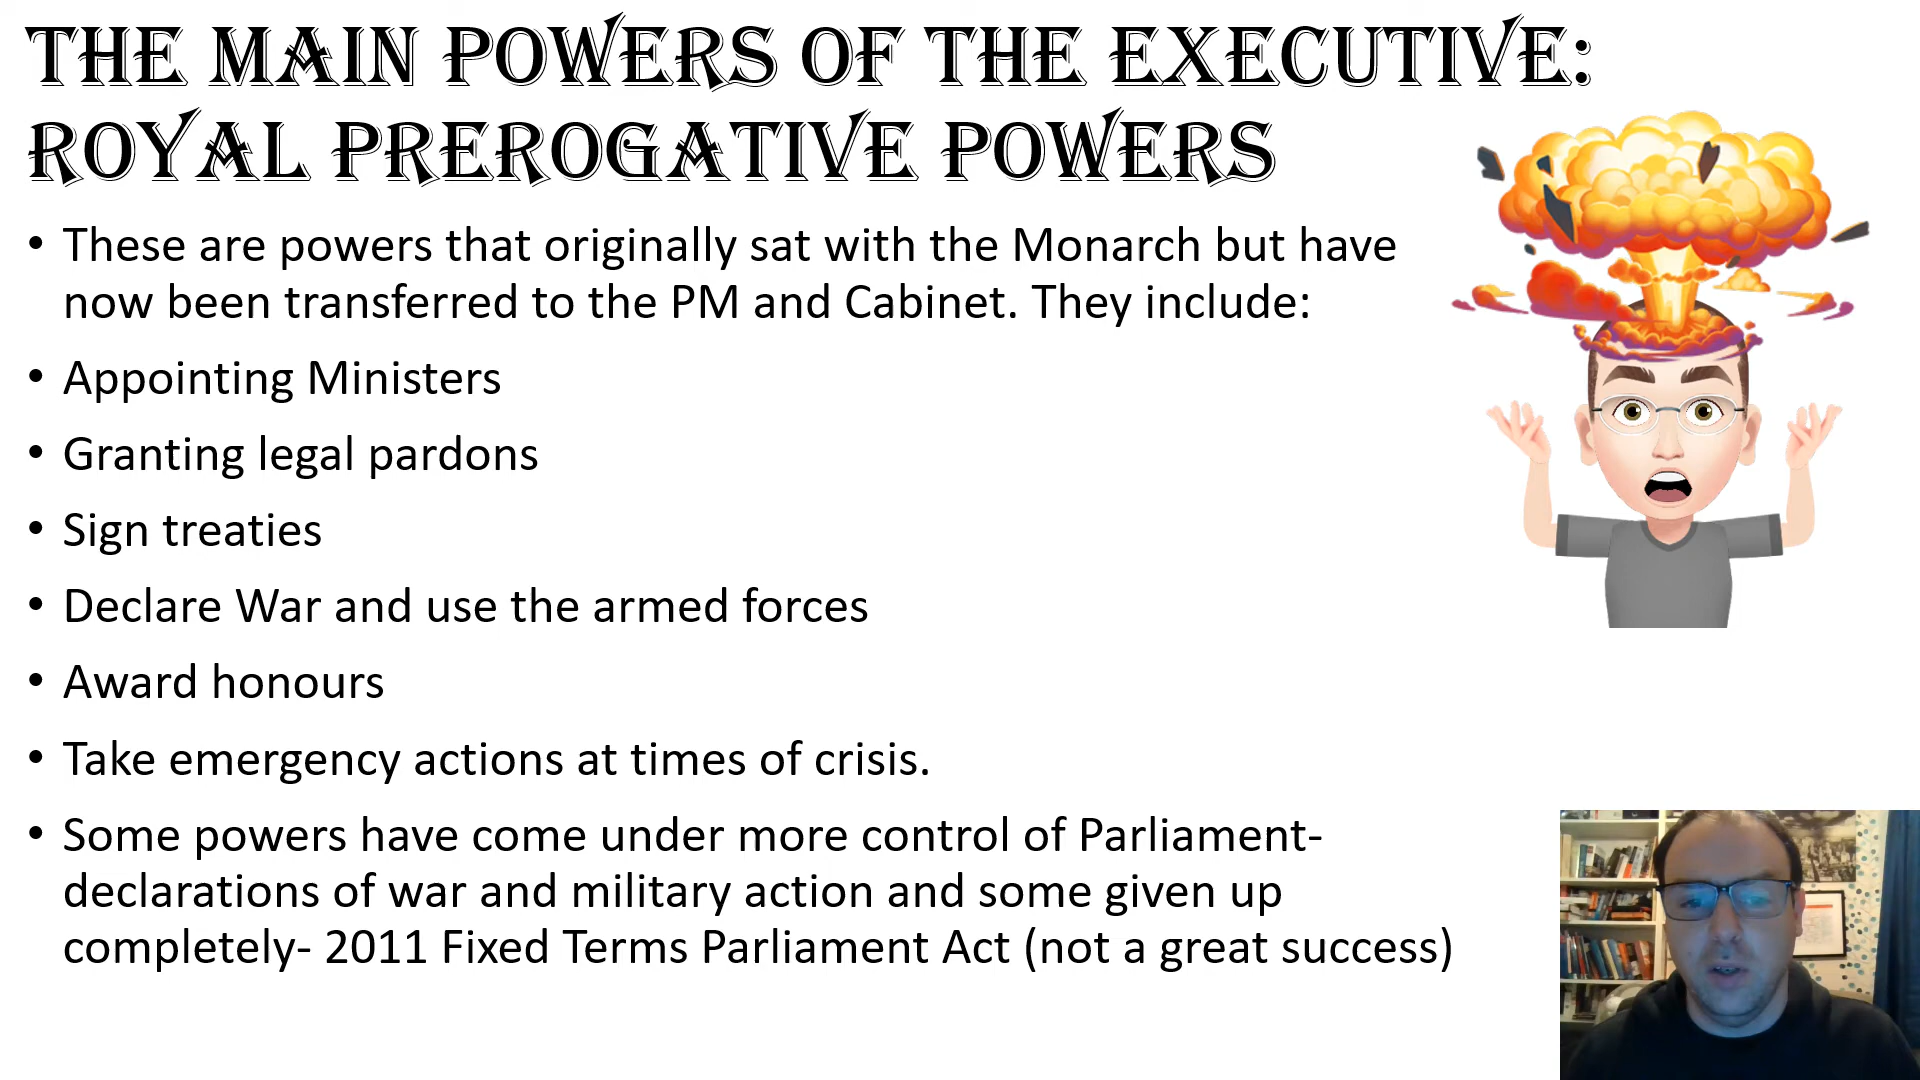 THE MAIN POWERS OF THE EXECUTIVE:
ROYAL PREROGATIVE POWERS
• These are powers that originally sat with the Monarch but have
now been transferred to the PM and Cabinet. They include:
• Appointing Ministers
• Granting legal pardons
• Sign treaties
• Declare War and use the armed forces
• Award honours
• Take emergency actions at times of crisis.
• Some powers have come under more control of Parliament-
declarations of war and military action and some given up
completely- 2011 Fixed Terms Parliament Act (not a great success)